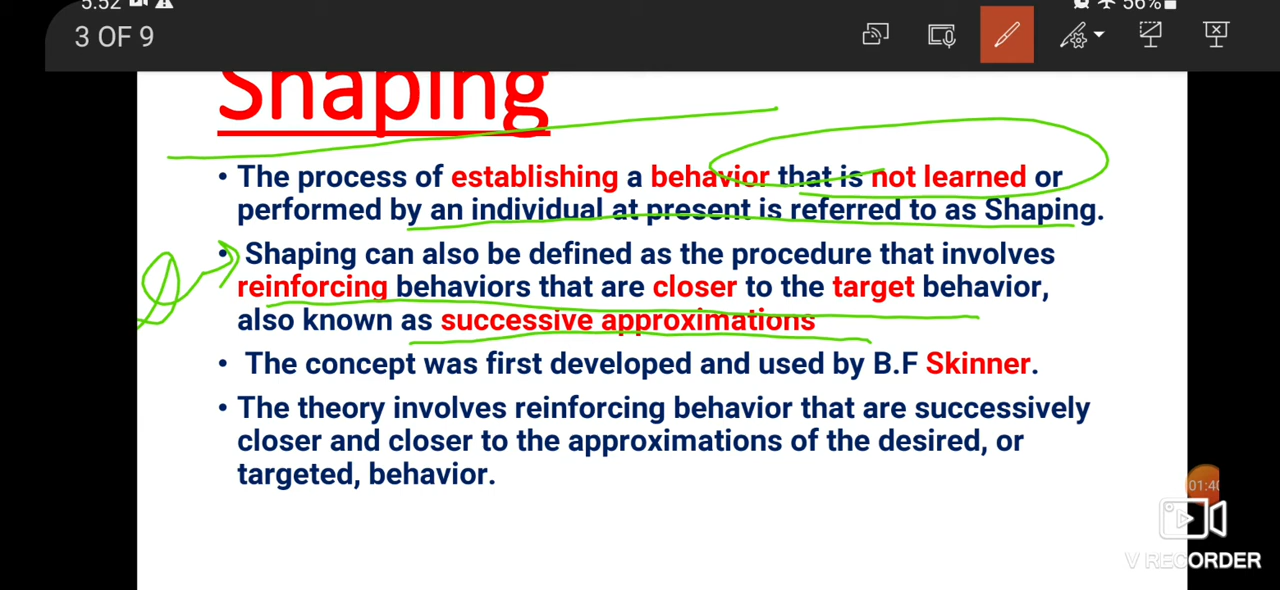 5:52
56%
3 OF 9
Shaping
• The process of establishing a behavior that is not learned or
performed by an individual at present is referred to as Shaping.
• Shaping can also be defined as the procedure that involves
reinforcing behaviors that are closer to the target behavior,
also known as successive approximations
• The concept was first developed and used by B.F Skinner.
• The theory involves reinforcing behavior that are successively
closer and closer to the approximations of the desired, or
targeted, behavior.
01:40
V RECORDER